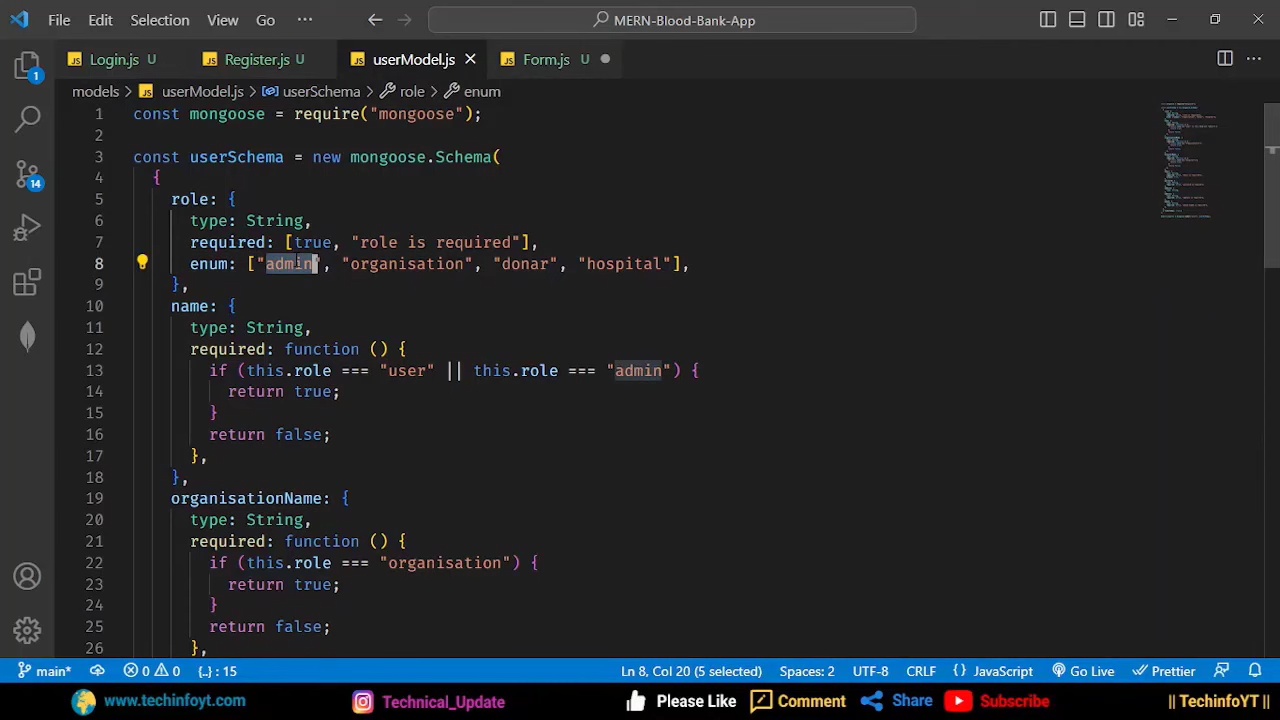 File Edit Selection View Go ··· MERN-Blood-Bank-App
Login.js U Register.js U userModel.js Form.js U
models > userModel.js > userSchema > role > enum
1 const mongoose = require("mongoose");
2
3 const userSchema = new mongoose.Schema(
4 {
5 role: {
6 type: String,
7 required: [true, "role is required"],
8 enum: ["admin", "organisation", "donar", "hospital"],
9 },
10 name: {
11 type: String,
12 required: function () {
13 if (this.role === "user" || this.role === "admin") {
14 return true;
15 }
16 return false;
17 },
18 },
19 organisationName: {
20 type: String,
21 required: function () {
22 if (this.role === "organisation") {
23 return true;
24 }
25 return false;
26 },
1
14
main* 0 0 {..} : 15 Ln 8, Col 20 (5 selected) Spaces: 2 UTF-8 CRLF {} JavaScript Go Live Prettier
www.techinfoyt.com Technical_Update Please Like Comment Share Subscribe || TechinfoYT ||